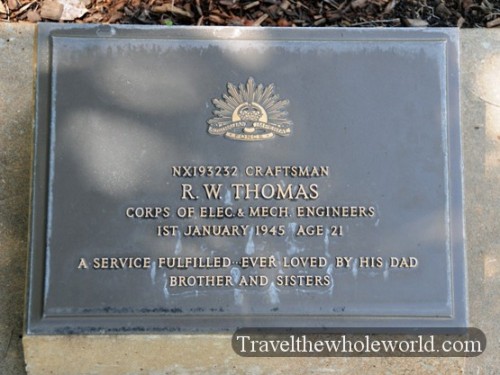 NX193232 CRAFTSMAN
R. W. THOMAS
CORPS OF ELEC. & MECH. ENGINEERS
1ST JANUARY 1945 AGE 21
A SERVICE FULFILLED··EVER LOVED BY HIS DAD
BROTHER AND SISTERS
Travelthewholeworld.com